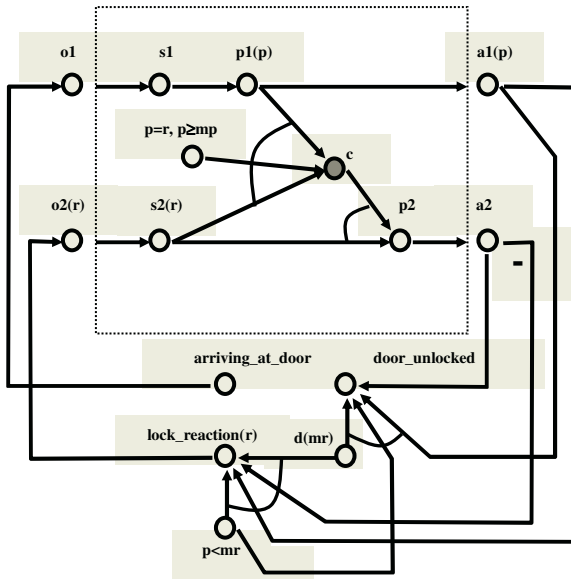 o1
s1
p1(p)
a1(p)
p=r, p≥mp
c
o2(r)
s2(r)
p2
a2
-
arriving_at_door
door_unlocked
lock_reaction(r)
d(mr)
p<mr